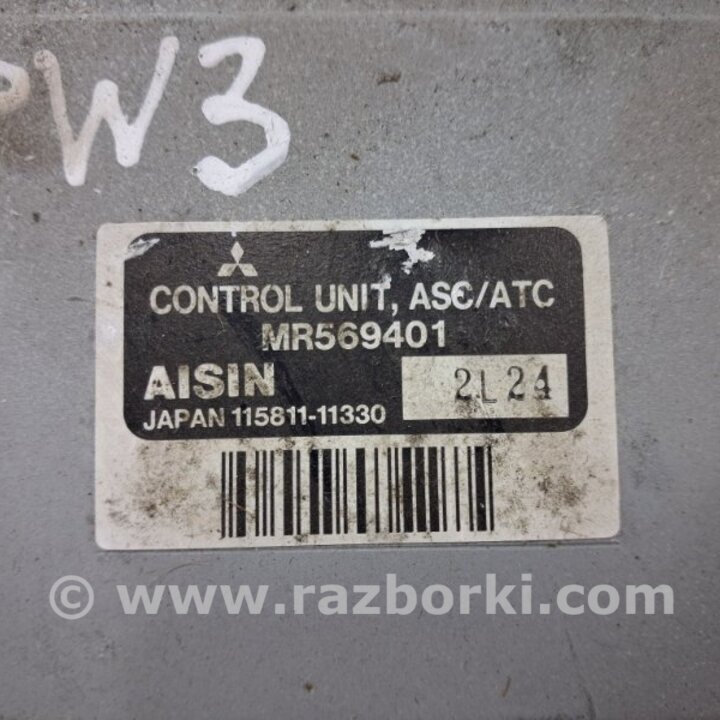 PW3
CONTROL UNIT, ASC/ATC
MR569401
AISIN
2L24
JAPAN 115811-11330
© www.razborki.com